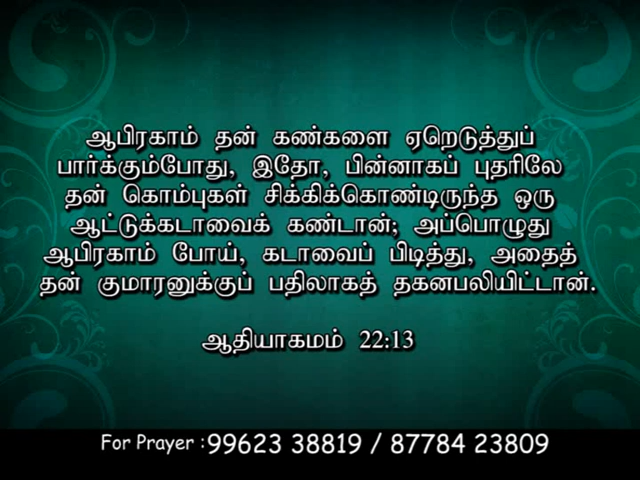 ஆபிரகாம் தன் கண்களை ஏறெடுத்துப்
பார்க்கும்போது, இதோ, பின்னாகப் புதரிலே
தன் கொம்புகள் சிக்கிக்கொண்டிருந்த ஒரு
ஆட்டுக்கடாவைக் கண்டான்; அப்பொழுது
ஆபிரகாம் போய், கடாவைப் பிடித்து, அதைத்
தன் குமாரனுக்குப் பதிலாகத் தகனபலியிட்டான்.
ஆதியாகமம் 22:13
For Prayer : 99623 38819 / 87784 23809